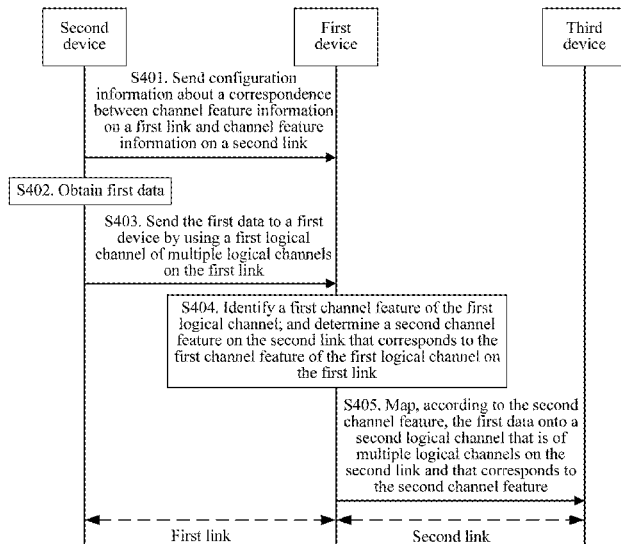 Second
device
First
device
Third
device
S401. Send configuration
information about a correspondence
between channel feature information
on a first link and channel feature
information on a second link
S402. Obtain first data
S403. Send the first data to a first
device by using a first logical
channel of multiple logical channels
on the first link
S404. Identify a first channel feature of the first
logical channel; and determine a second channel
feature on the second link that corresponds to the
first channel feature of the first logical channel on
the first link
S405. Map, according to the second
channel feature, the first data onto a
second logical channel that is of
multiple logical channels on the
second link and that corresponds to
the second channel feature
First link
Second link